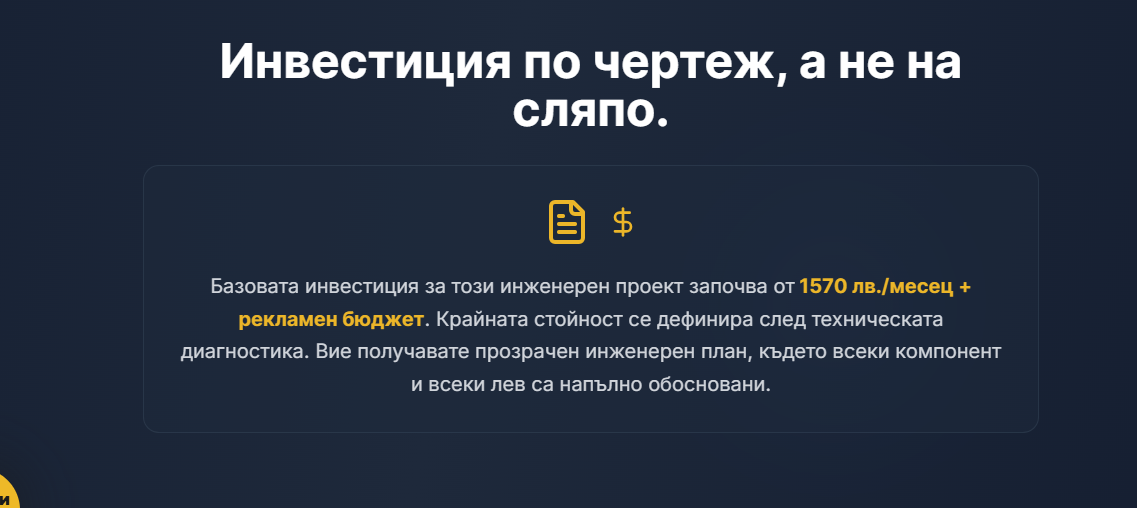 Инвестиция по чертеж, а не на
сляпо.
$
Базовата инвестиция за този инженерен проект започва от 1570 лв./месец +
рекламен бюджет. Крайната стойност се дефинира след техническата
диагностика. Вие получавате прозрачен инженерен план, където всеки компонент
и всеки лев са напълно обосновани.
и